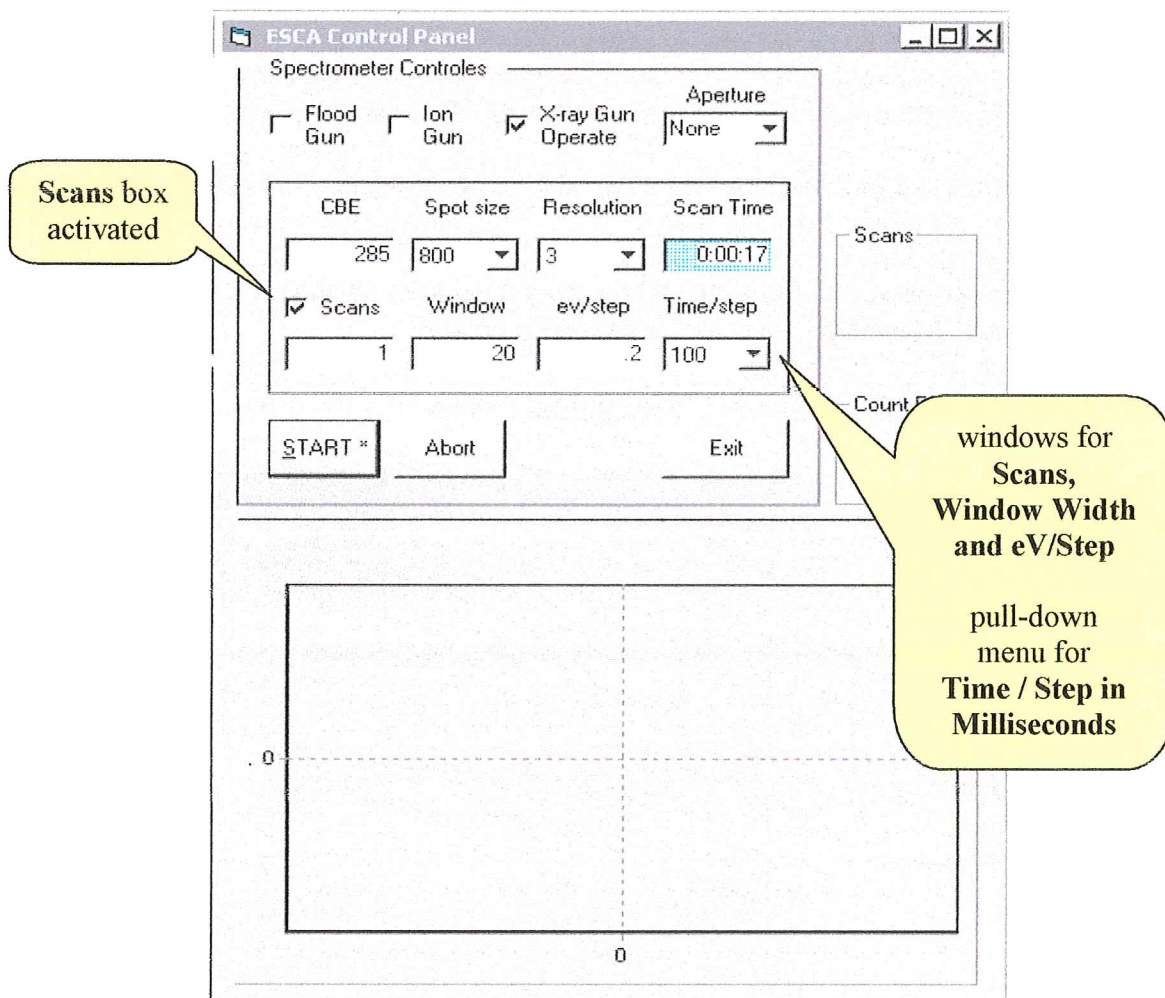 ESCA Control Panel
Spectrometer Controles
Flood Gun
Ion Gun
X-ray Gun Operate
Aperture
None
Scans box
activated
CBE Spot size Resolution Scan Time
285 800 3 0:00:17
Scans Window ev/step Time/step
1 20 .2 100
Scans
Count
START * Abort Exit
windows for
Scans,
Window Width
and eV/Step
pull-down
menu for
Time / Step in
Milliseconds
.0
0